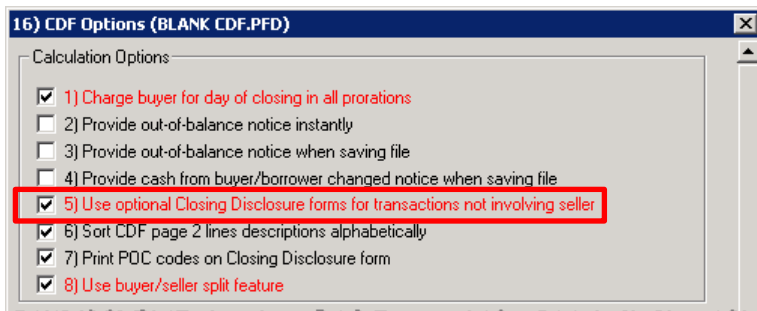 16) CDF Options (BLANK CDF.PFD)
Calculation Options
1) Charge buyer for day of closing in all prorations
2) Provide out-of-balance notice instantly
3) Provide out-of-balance notice when saving file
4) Provide cash from buyer/borrower changed notice when saving file
5) Use optional Closing Disclosure forms for transactions not involving seller
6) Sort CDF page 2 lines descriptions alphabetically
7) Print POC codes on Closing Disclosure form
8) Use buyer/seller split feature